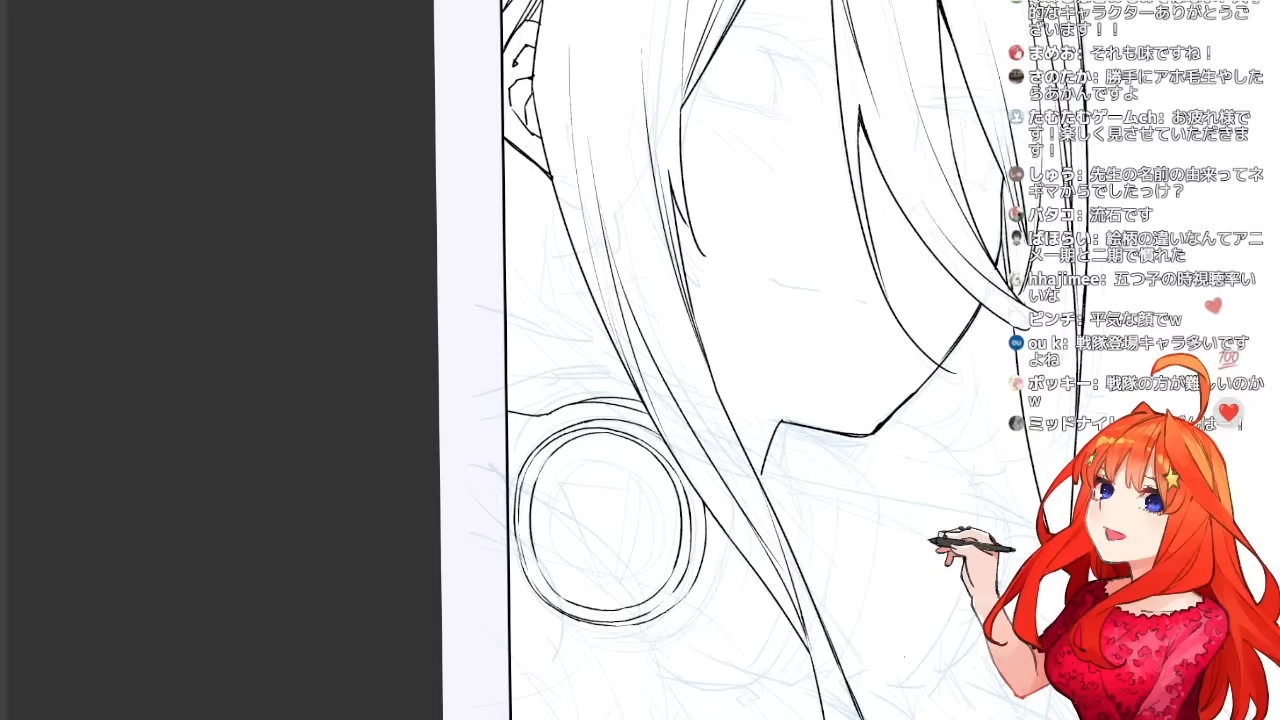 的なキャラクターありがとうご
ざいます！！
まめお: それも味ですね！
さのたか: 勝手にアホ毛生やした
らあかんですよ
たむたむゲームch: お疲れ様で
す！楽しく見させていただきま
す！
しゅう: 先生の名前の由来ってネ
ギマからでしたっけ？
パタコ: 流石です
ぱほらい: 絵柄の違いなんてアニ
メ一期と二期で慣れた
hhajimee: 五つ子の時視聴率い
いな
ピンチ: 平気な顔でw
ou k: 戦隊登場キャラ多いです
よね
100
ポッキー: 戦隊の方が難しいのか
w
ミッドナイ
は
！